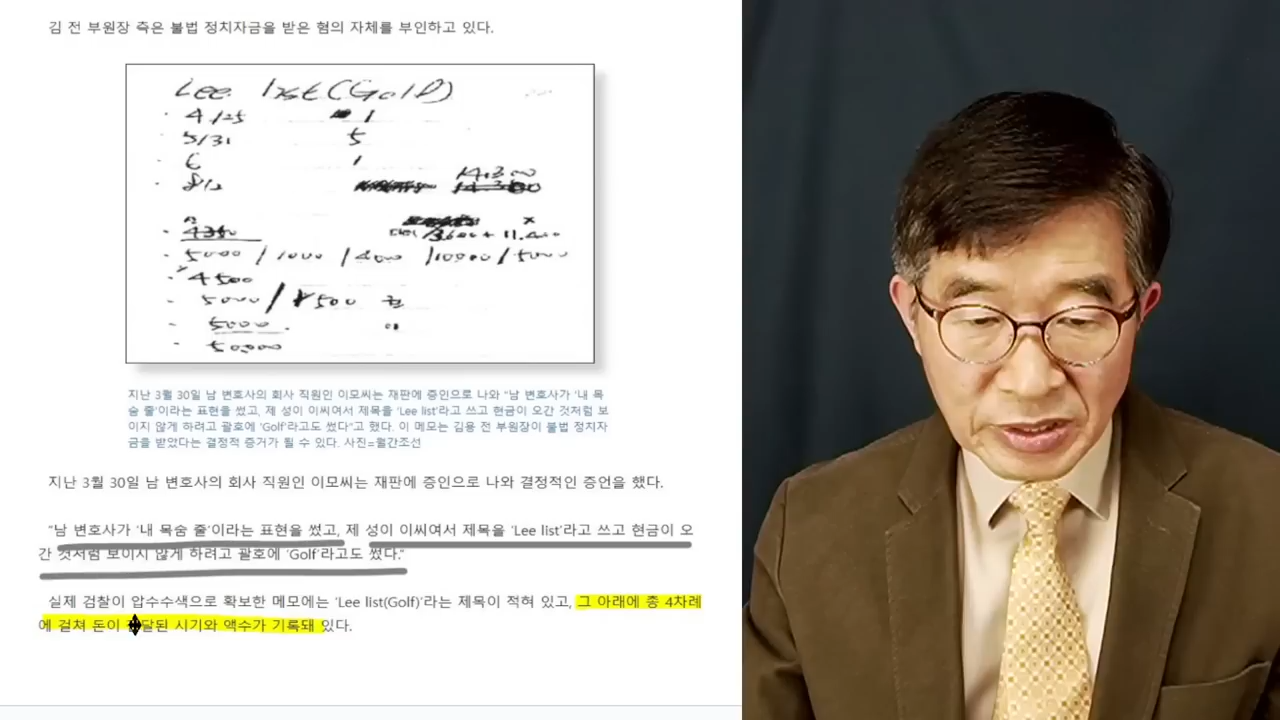 김 전 부원장 측은 불법 정치자금을 받은 혐의 자체를 부인하고 있다.
Lee list(Golf)
4/25 1
5/31 5
6 1
8/2 14300
5000 / 1000 / 4000 / 10000 / 5000
4500
5000 / 500
5000
50000
지난 3월 30일 남 변호사의 회사 직원인 이모씨는 재판에 증인으로 나와 "남 변호사가 '내 목
숨 줄'이라는 표현을 썼고, 제 성이 이씨여서 제목을 'Lee list'라고 쓰고 현금이 오간 것처럼 보
이지 않게 하려고 괄호에 'Golf'라고도 썼다"고 했다. 이 메모는 김용 전 부원장이 불법 정치자
금을 받았다는 결정적 증거가 될 수 있다. 사진=월간조선
지난 3월 30일 남 변호사의 회사 직원인 이모씨는 재판에 증인으로 나와 결정적인 증언을 했다.
"남 변호사가 '내 목숨 줄'이라는 표현을 썼고, 제 성이 이씨여서 제목을 'Lee list'라고 쓰고 현금이 오
간 것처럼 보이지 않게 하려고 괄호에 'Golf'라고도 썼다."
실제 검찰이 압수수색으로 확보한 메모에는 'Lee list(Golf)'라는 제목이 적혀 있고, 그 아래에 총 4차례
에 걸쳐 돈이 전달된 시기와 액수가 기록돼 있다.